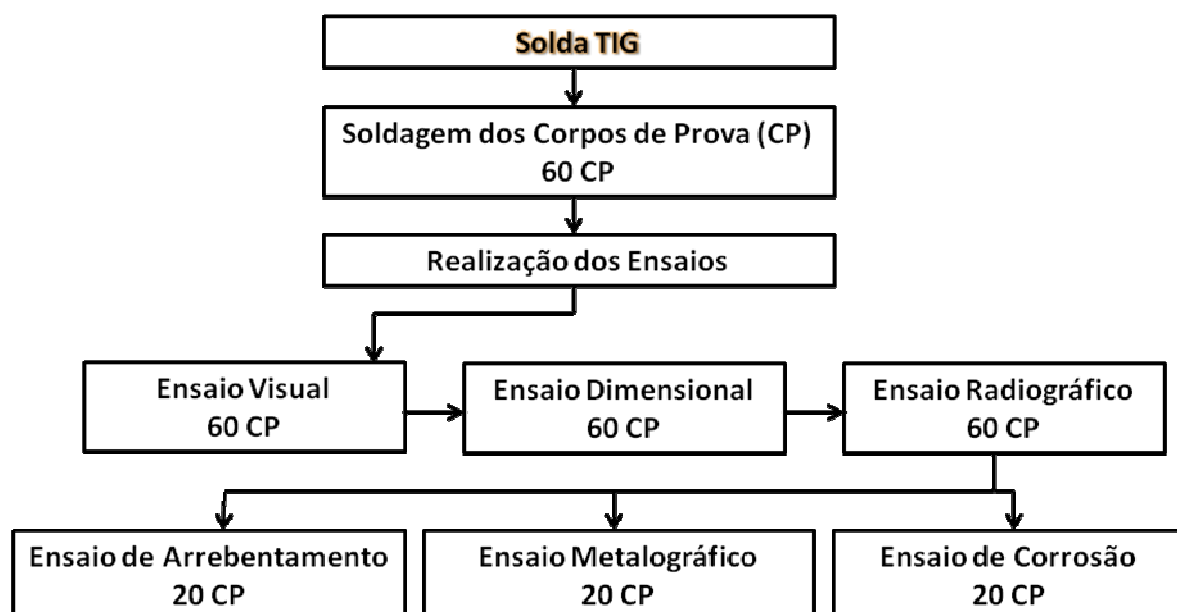 Solda TIG
Soldagem dos Corpos de Prova (CP)
60 CP
Realização dos Ensaios
Ensaio Visual
60 CP
Ensaio Dimensional
60 CP
Ensaio Radiográfico
60 CP
Ensaio de Arrebentamento
20 CP
Ensaio Metalográfico
20 CP
Ensaio de Corrosão
20 CP